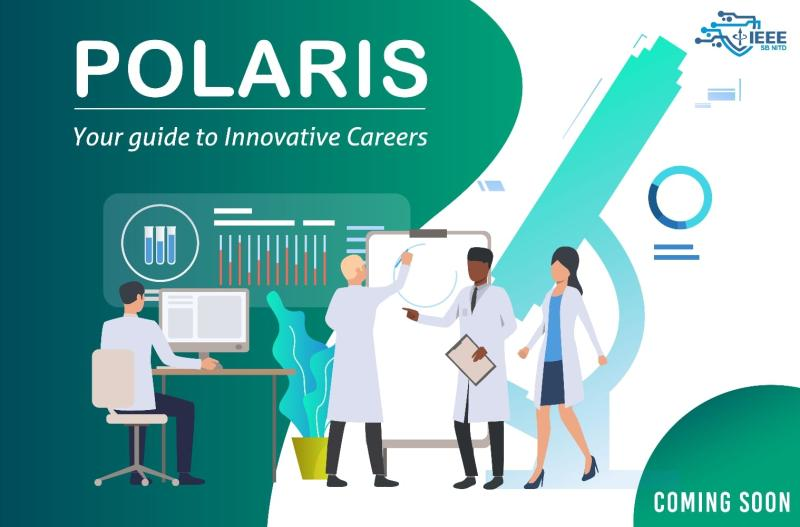 POLARIS
Your guide to Innovative Careers
IEEE
SB NITD
COMING SOON